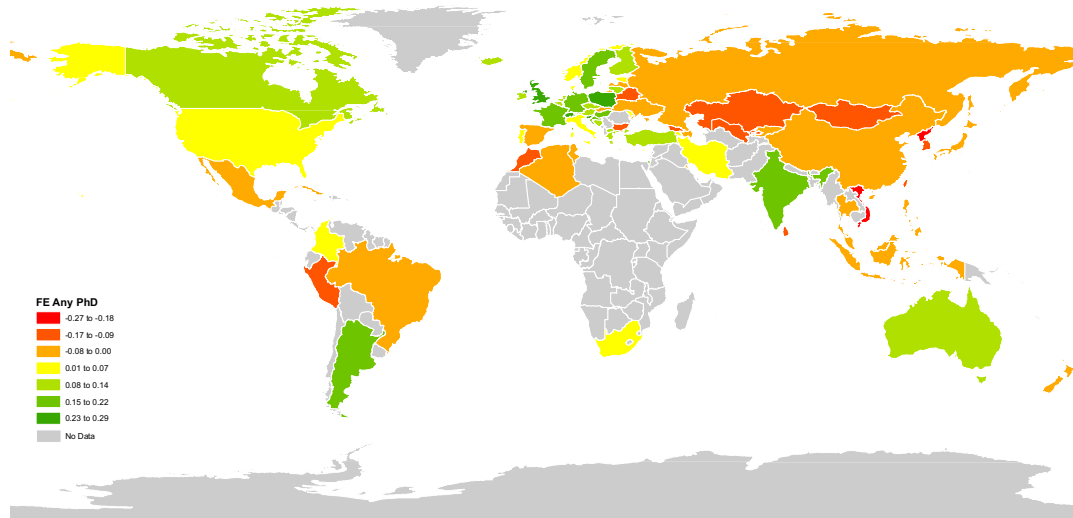 FE Any PhD
-0.27 to -0.18
-0.17 to -0.09
-0.08 to 0.00
0.01 to 0.07
0.08 to 0.14
0.15 to 0.22
0.23 to 0.29
No Data